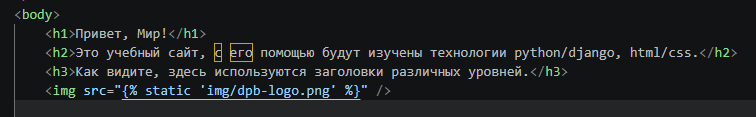 <body>
<h1>Привет, Мир!</h1>
<h2>Это учебный сайт, с его помощью будут изучены технологии python/django, html/css.</h2>
<h3>Как видите, здесь используются заголовки различных уровней.</h3>
<img src="{% static 'img/dpb-logo.png' %}" />